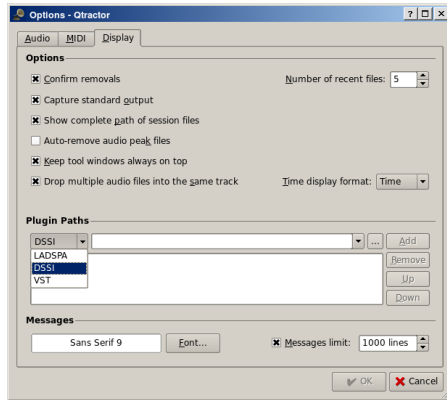 Options - Qtractor
Audio MIDI Display
Options
Confirm removals Number of recent files: 5
Capture standard output
Show complete path of session files
Auto-remove audio peak files
Keep tool windows always on top
Drop multiple audio files into the same track Time display format: Time
Plugin Paths
DSSI ... Add
LADSPA Remove
DSSI
VST Up
Down
Messages
Sans Serif 9 Font... Messages limit: 1000 lines
OK Cancel